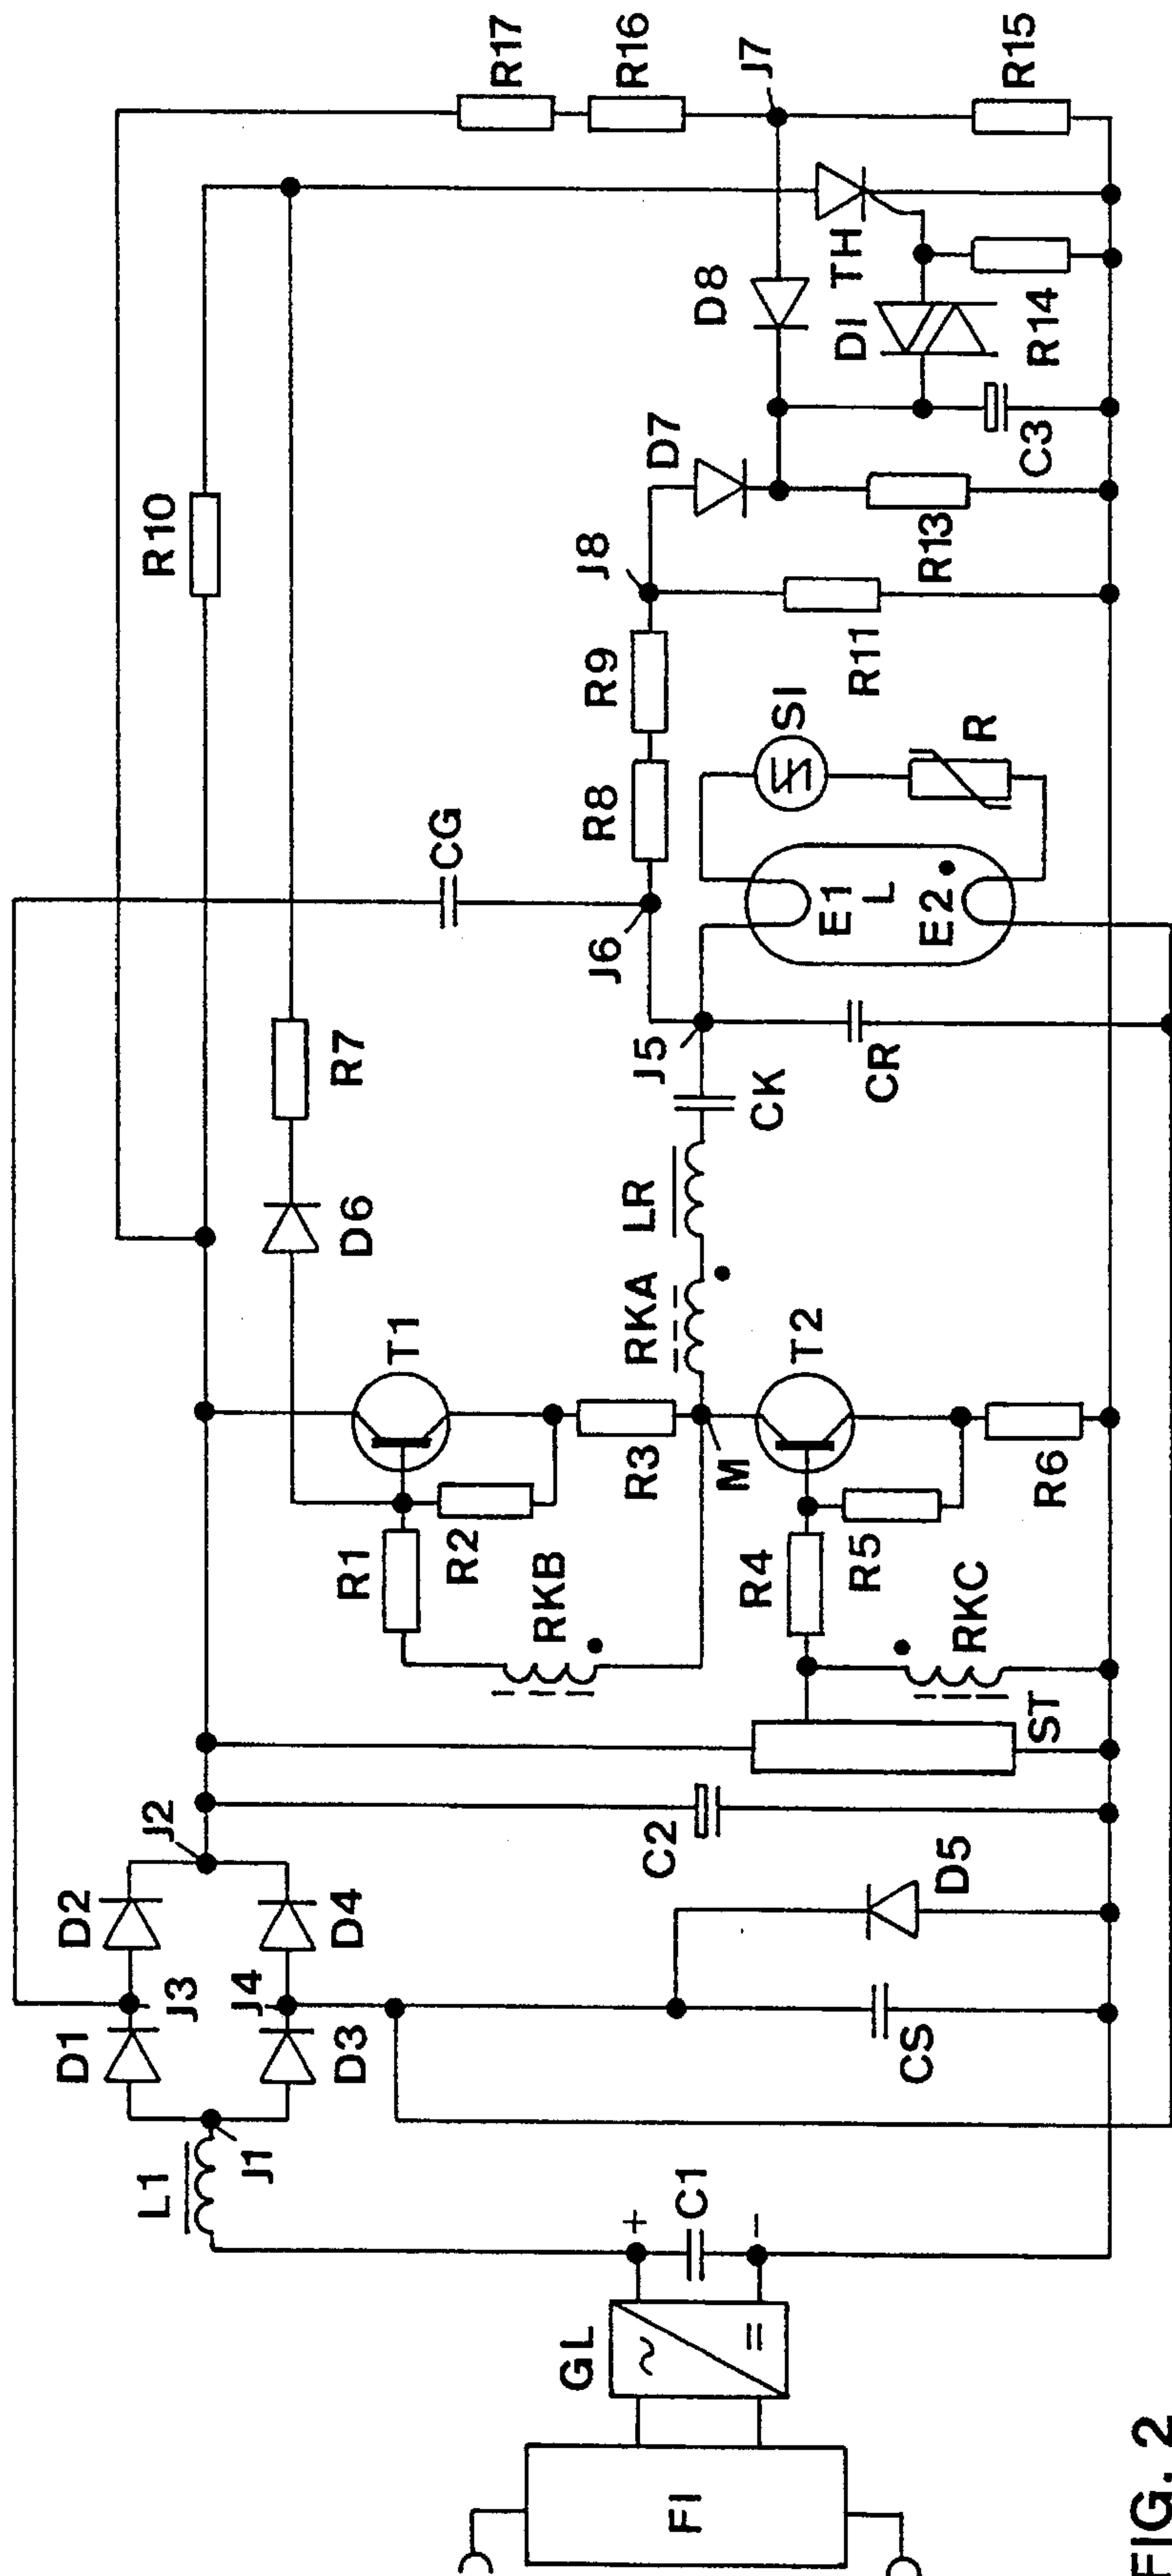 FIG. 2
FI
GL
~
=
+
C1
-
L1
J1
D1
D2
J3
J4
D3
D4
J2
CS
D5
C2
ST
RKB
R1
R2
T1
R3
M
R4
R5
RKC
T2
R6
D6
R7
RKA
LR
CK
J5
CR
J6
CG
E1
L
E2
SI
R
R8
R9
J8
R11
R10
D7
R13
C3
D8
DI
TH
R14
R17
R16
J7
R15